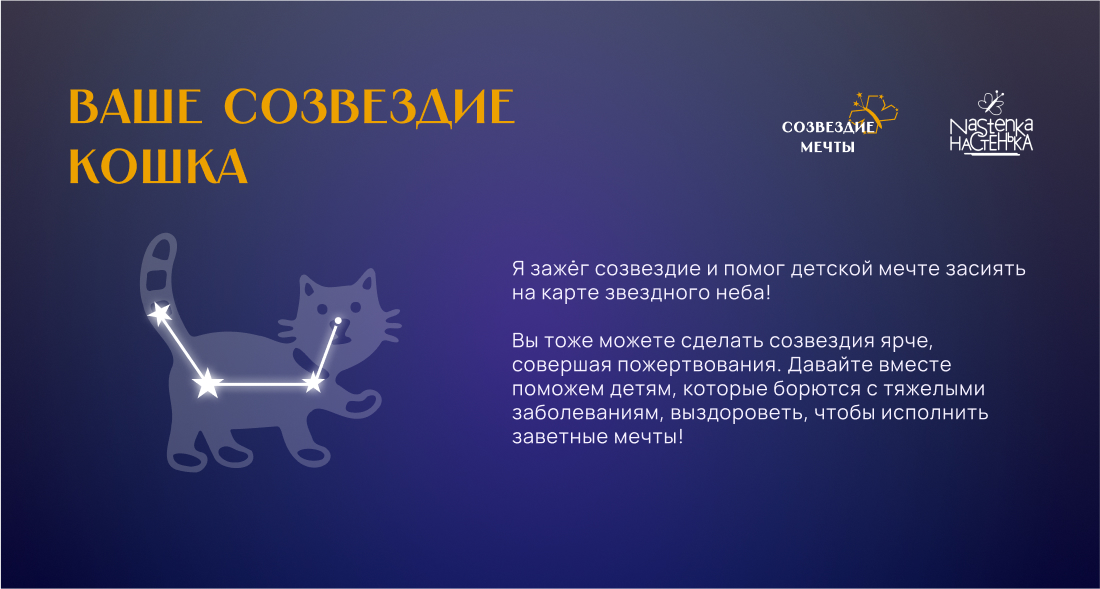 ВАШЕ СОЗВЕЗДИЕ
КОШКА
СОЗВЕЗДИЕ
МЕЧТЫ
Nastenka
НАСТЕНЬКА
Я зажёг созвездие и помог детской мечте засиять
на карте звездного неба!
Вы тоже можете сделать созвездия ярче,
совершая пожертвования. Давайте вместе
поможем детям, которые борются с тяжелыми
заболеваниям, выздороветь, чтобы исполнить
заветные мечты!